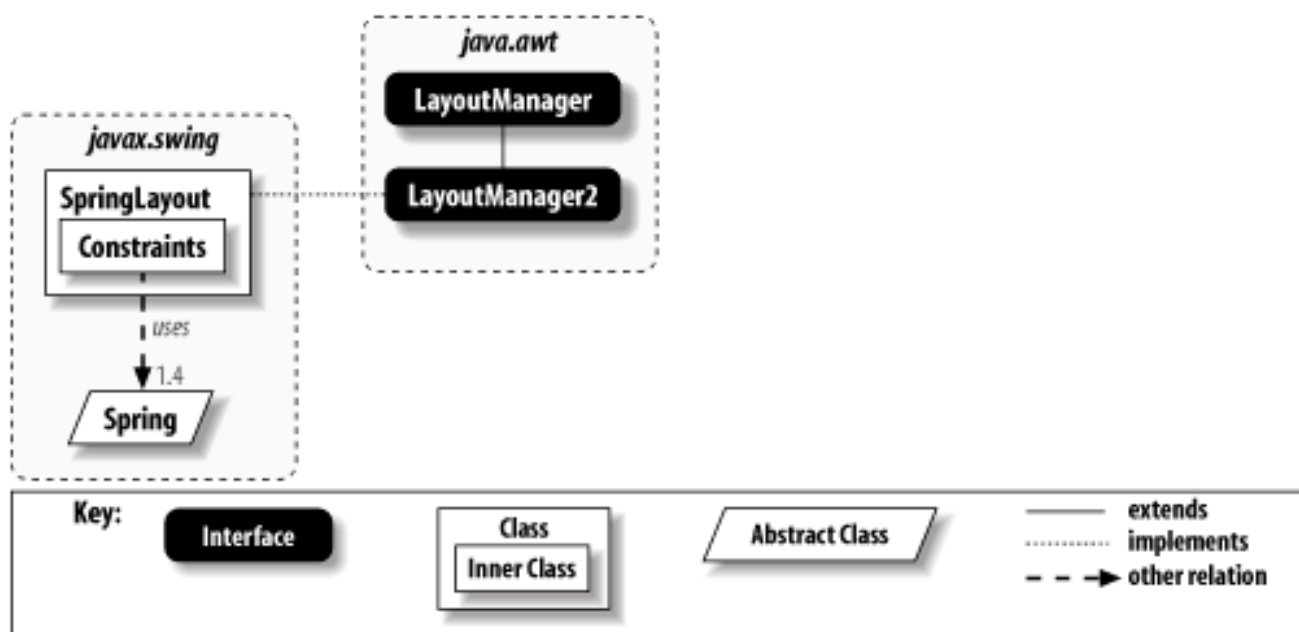 java.awt
LayoutManager
LayoutManager2
javax.swing
SpringLayout
Constraints
uses
1.4
Spring
Key:
Interface
Class
Inner Class
Abstract Class
extends
implements
other relation